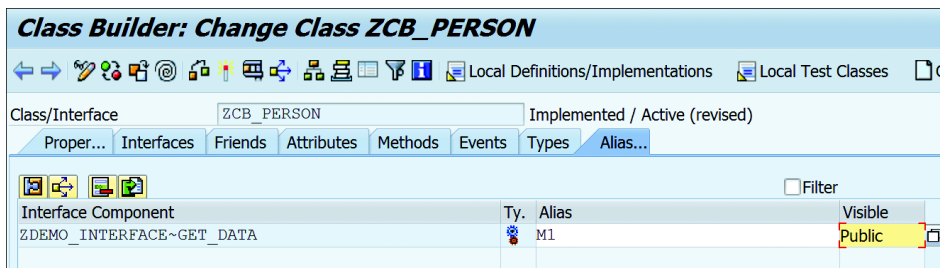 Class Builder: Change Class ZCB_PERSON
Local Definitions/Implementations Local Test Classes
Class/Interface ZCB_PERSON Implemented / Active (revised)
Proper... Interfaces Friends Attributes Methods Events Types Alias...
Filter
Interface Component Ty. Alias Visible
ZDEMO_INTERFACE~GET_DATA M1 Public